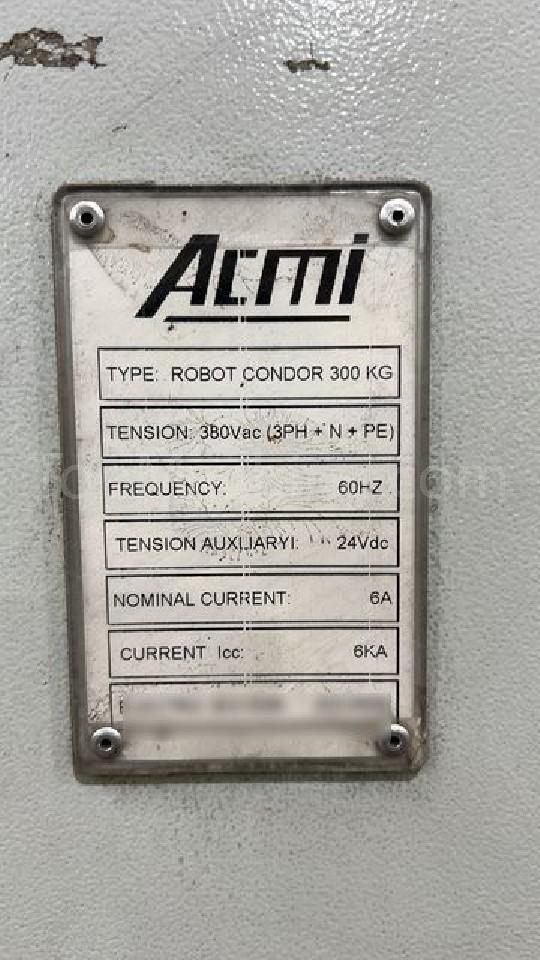 Acmi
TYPE: ROBOT CONDOR 300 KG
TENSION: 380Vac (3PH + N + PE)
FREQUENCY: 60HZ
TENSION AUXLIARYI: 24Vdc
NOMINAL CURRENT: 6A
CURRENT Icc: 6KA